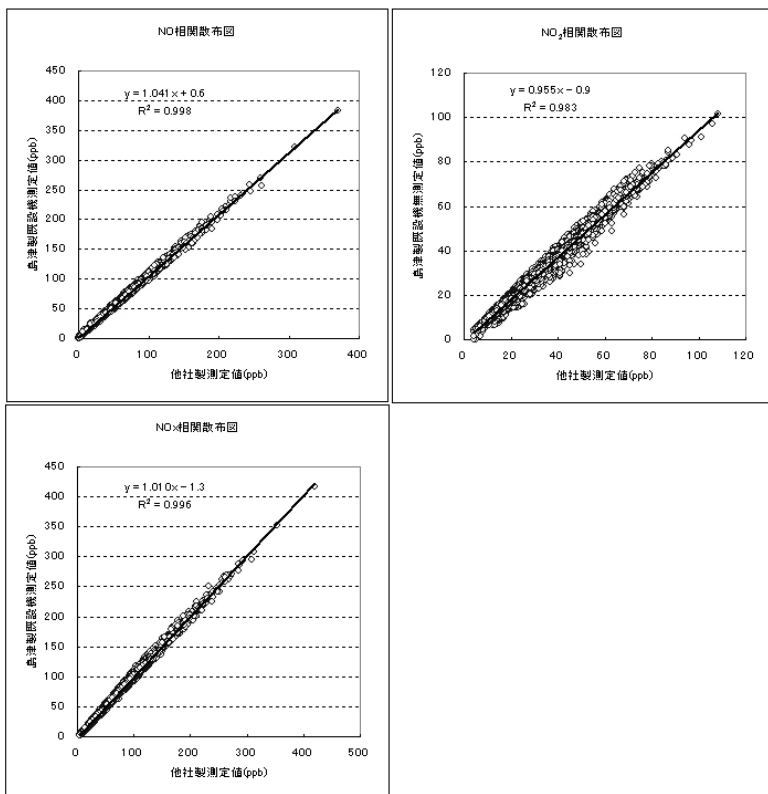 NO相関散布図
y = 1.041x + 0.6
R² = 0.998
島津製既設機測定値(ppb)
450
400
350
300
250
200
150
100
50
0
0 100 200 300 400
他社製測定値(ppb)
NO₂相関散布図
y = 0.955x − 0.9
R² = 0.983
島津製既設機無測定値(ppb)
120
100
80
60
40
20
0
0 20 40 60 80 100 120
他社製測定値(ppb)
NOx相関散布図
y = 1.010x − 1.3
R² = 0.996
島津製既設機測定値(ppb)
450
400
350
300
250
200
150
100
50
0
0 100 200 300 400 500
他社製測定値(ppb)